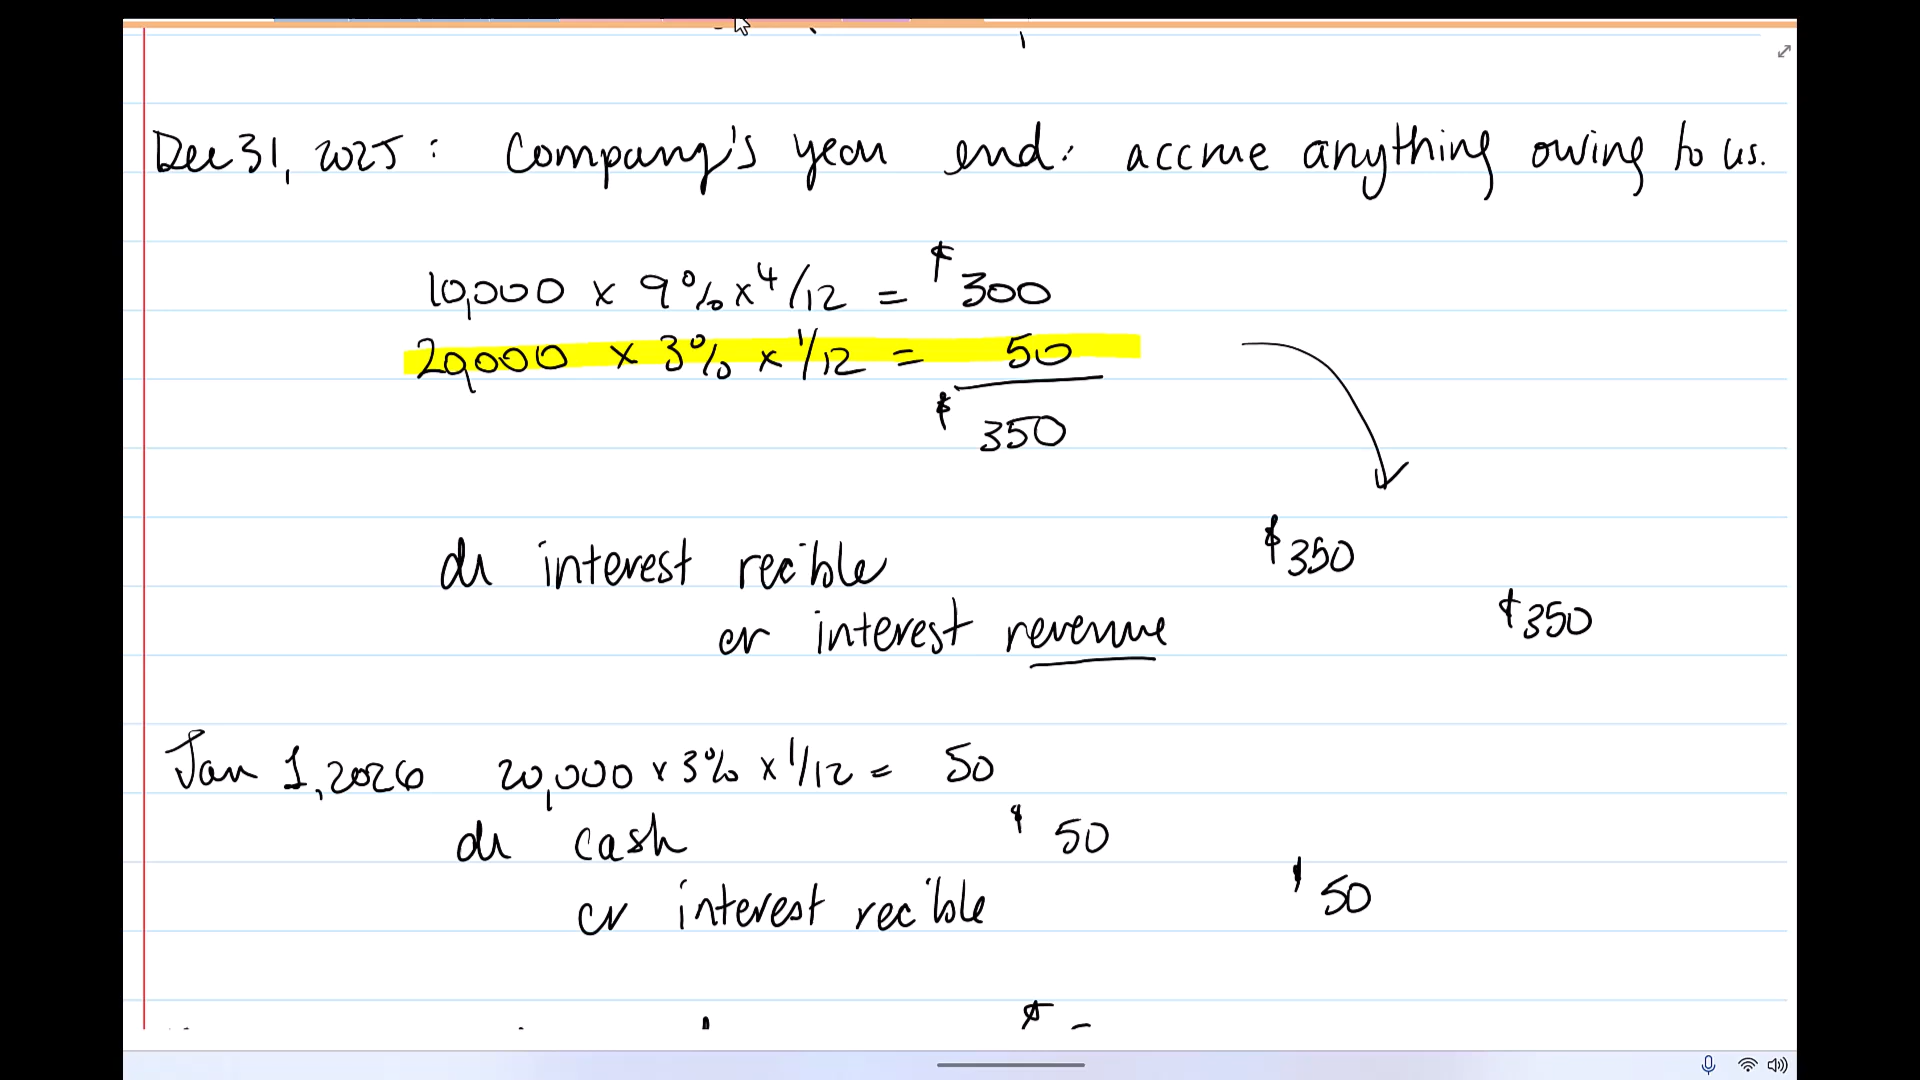 Dec 31, 2025 : Company's year end: accrue anything owing to us.
10,000 x 9% x 4/12 = $ 300
20,000 x 3% x 1/12 = 50
$ 350
dr interest rec'ble $350
cr interest revenue $350
Jan 1, 2026 20,000 x 3% x 1/12 = 50
dr cash $ 50
cr interest rec'ble $ 50